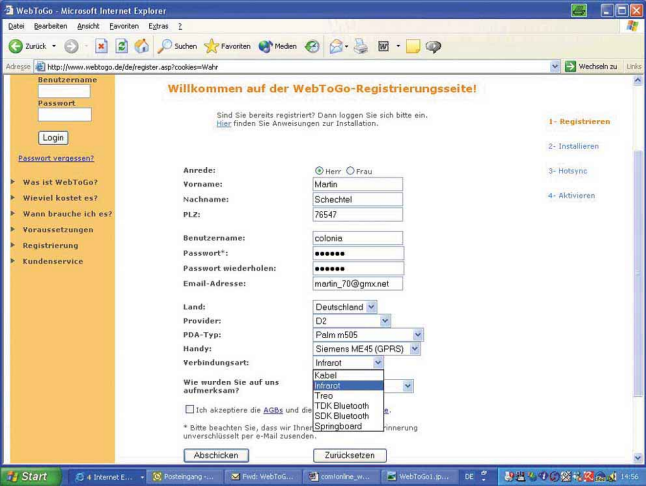 WebToGo - Microsoft Internet Explorer
Datei Bearbeiten Ansicht Favoriten Extras ?
Zurück Suchen Favoriten Medien
Adresse http://www.webtogo.de/de/register.asp?cookies=Wahr Wechseln zu Links
Benutzername
Passwort
Login
Passwort vergessen?
Was ist WebToGo?
Wieviel kostet es?
Wann brauche ich es?
Voraussetzungen
Registrierung
Kundenservice
Willkommen auf der WebToGo-Registrierungsseite!
Sind Sie bereits registriert? Dann loggen Sie sich bitte ein.
Hier finden Sie Anweisungen zur Installation.
1- Registrieren
2- Installieren
3- Hotsync
4- Aktivieren
Anrede: Herr Frau
Vorname: Martin
Nachname: Schechtel
PLZ: 76547
Benutzername: colonia
Passwort*: ●●●●●●
Passwort wiederholen: ●●●●●●
Email-Adresse: martin_70@gmx.net
Land: Deutschland
Provider: D2
PDA-Typ: Palm m505
Handy: Siemens ME45 (GPRS)
Verbindungsart: Infrarot
Kabel
Infrarot
Treo
TDK Bluetooth
SDK Bluetooth
Springboard
Wie wurden Sie auf uns
aufmerksam?
Ich akzeptiere die AGBs und die e.
* Bitte beachten Sie, dass wir Ihnen rinnerung
unverschlüsselt per e-Mail zusenden.
Abschicken Zurücksetzen
Start 4 Internet E... Posteingang -... Fwd: WebToG... com!online_w... WebToGo1.jp... DE 14:56